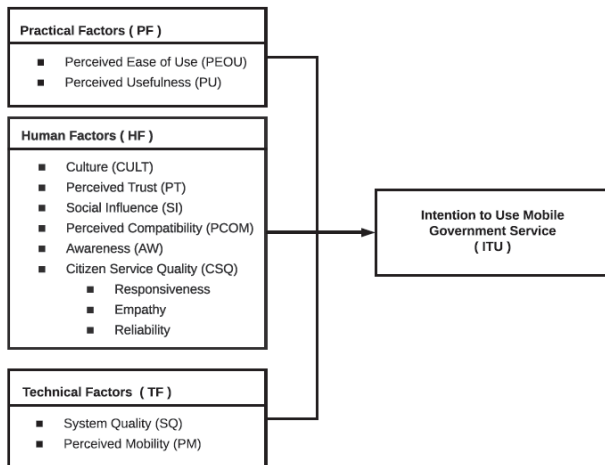 Practical Factors ( PF )
Perceived Ease of Use (PEOU)
Perceived Usefulness (PU)
Human Factors ( HF )
Culture (CULT)
Perceived Trust (PT)
Social Influence (SI)
Perceived Compatibility (PCOM)
Awareness (AW)
Citizen Service Quality (CSQ)
Responsiveness
Empathy
Reliability
Technical Factors ( TF )
System Quality (SQ)
Perceived Mobility (PM)
Intention to Use Mobile
Government Service
( ITU )